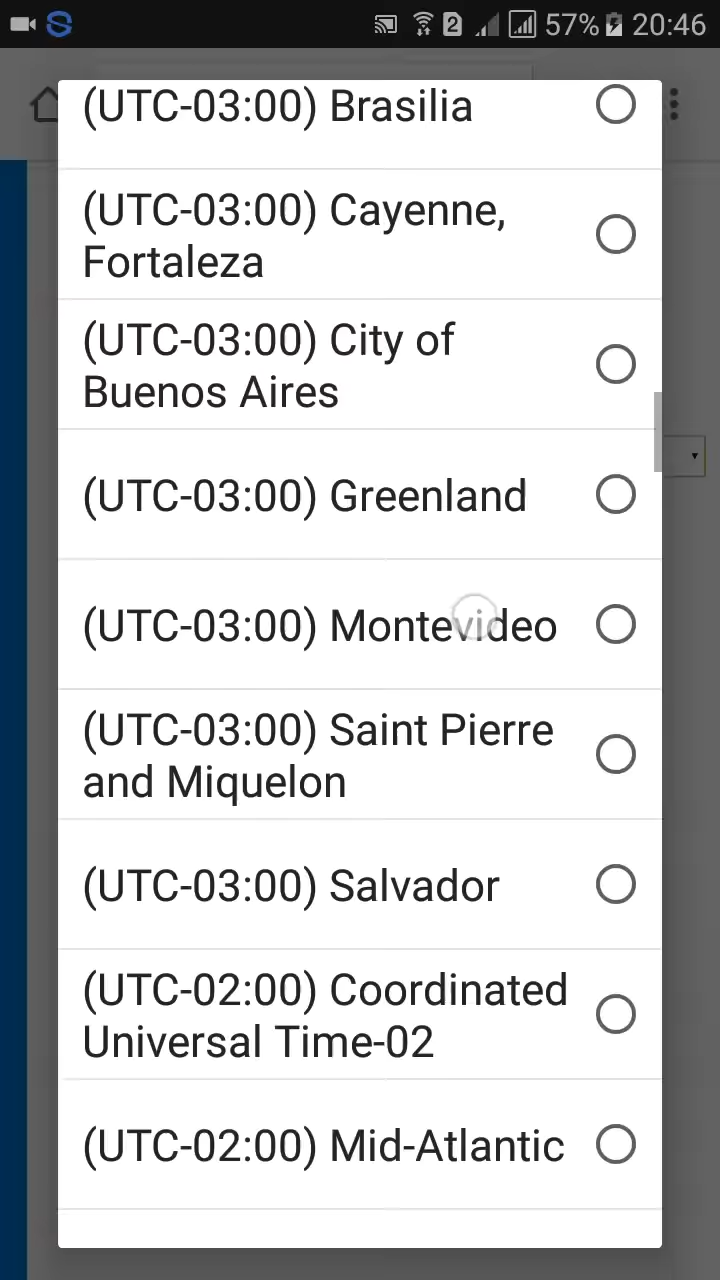 57% 20:46
(UTC-03:00) Brasilia
(UTC-03:00) Cayenne,
Fortaleza
(UTC-03:00) City of
Buenos Aires
(UTC-03:00) Greenland
(UTC-03:00) Montevideo
(UTC-03:00) Saint Pierre
and Miquelon
(UTC-03:00) Salvador
(UTC-02:00) Coordinated
Universal Time-02
(UTC-02:00) Mid-Atlantic